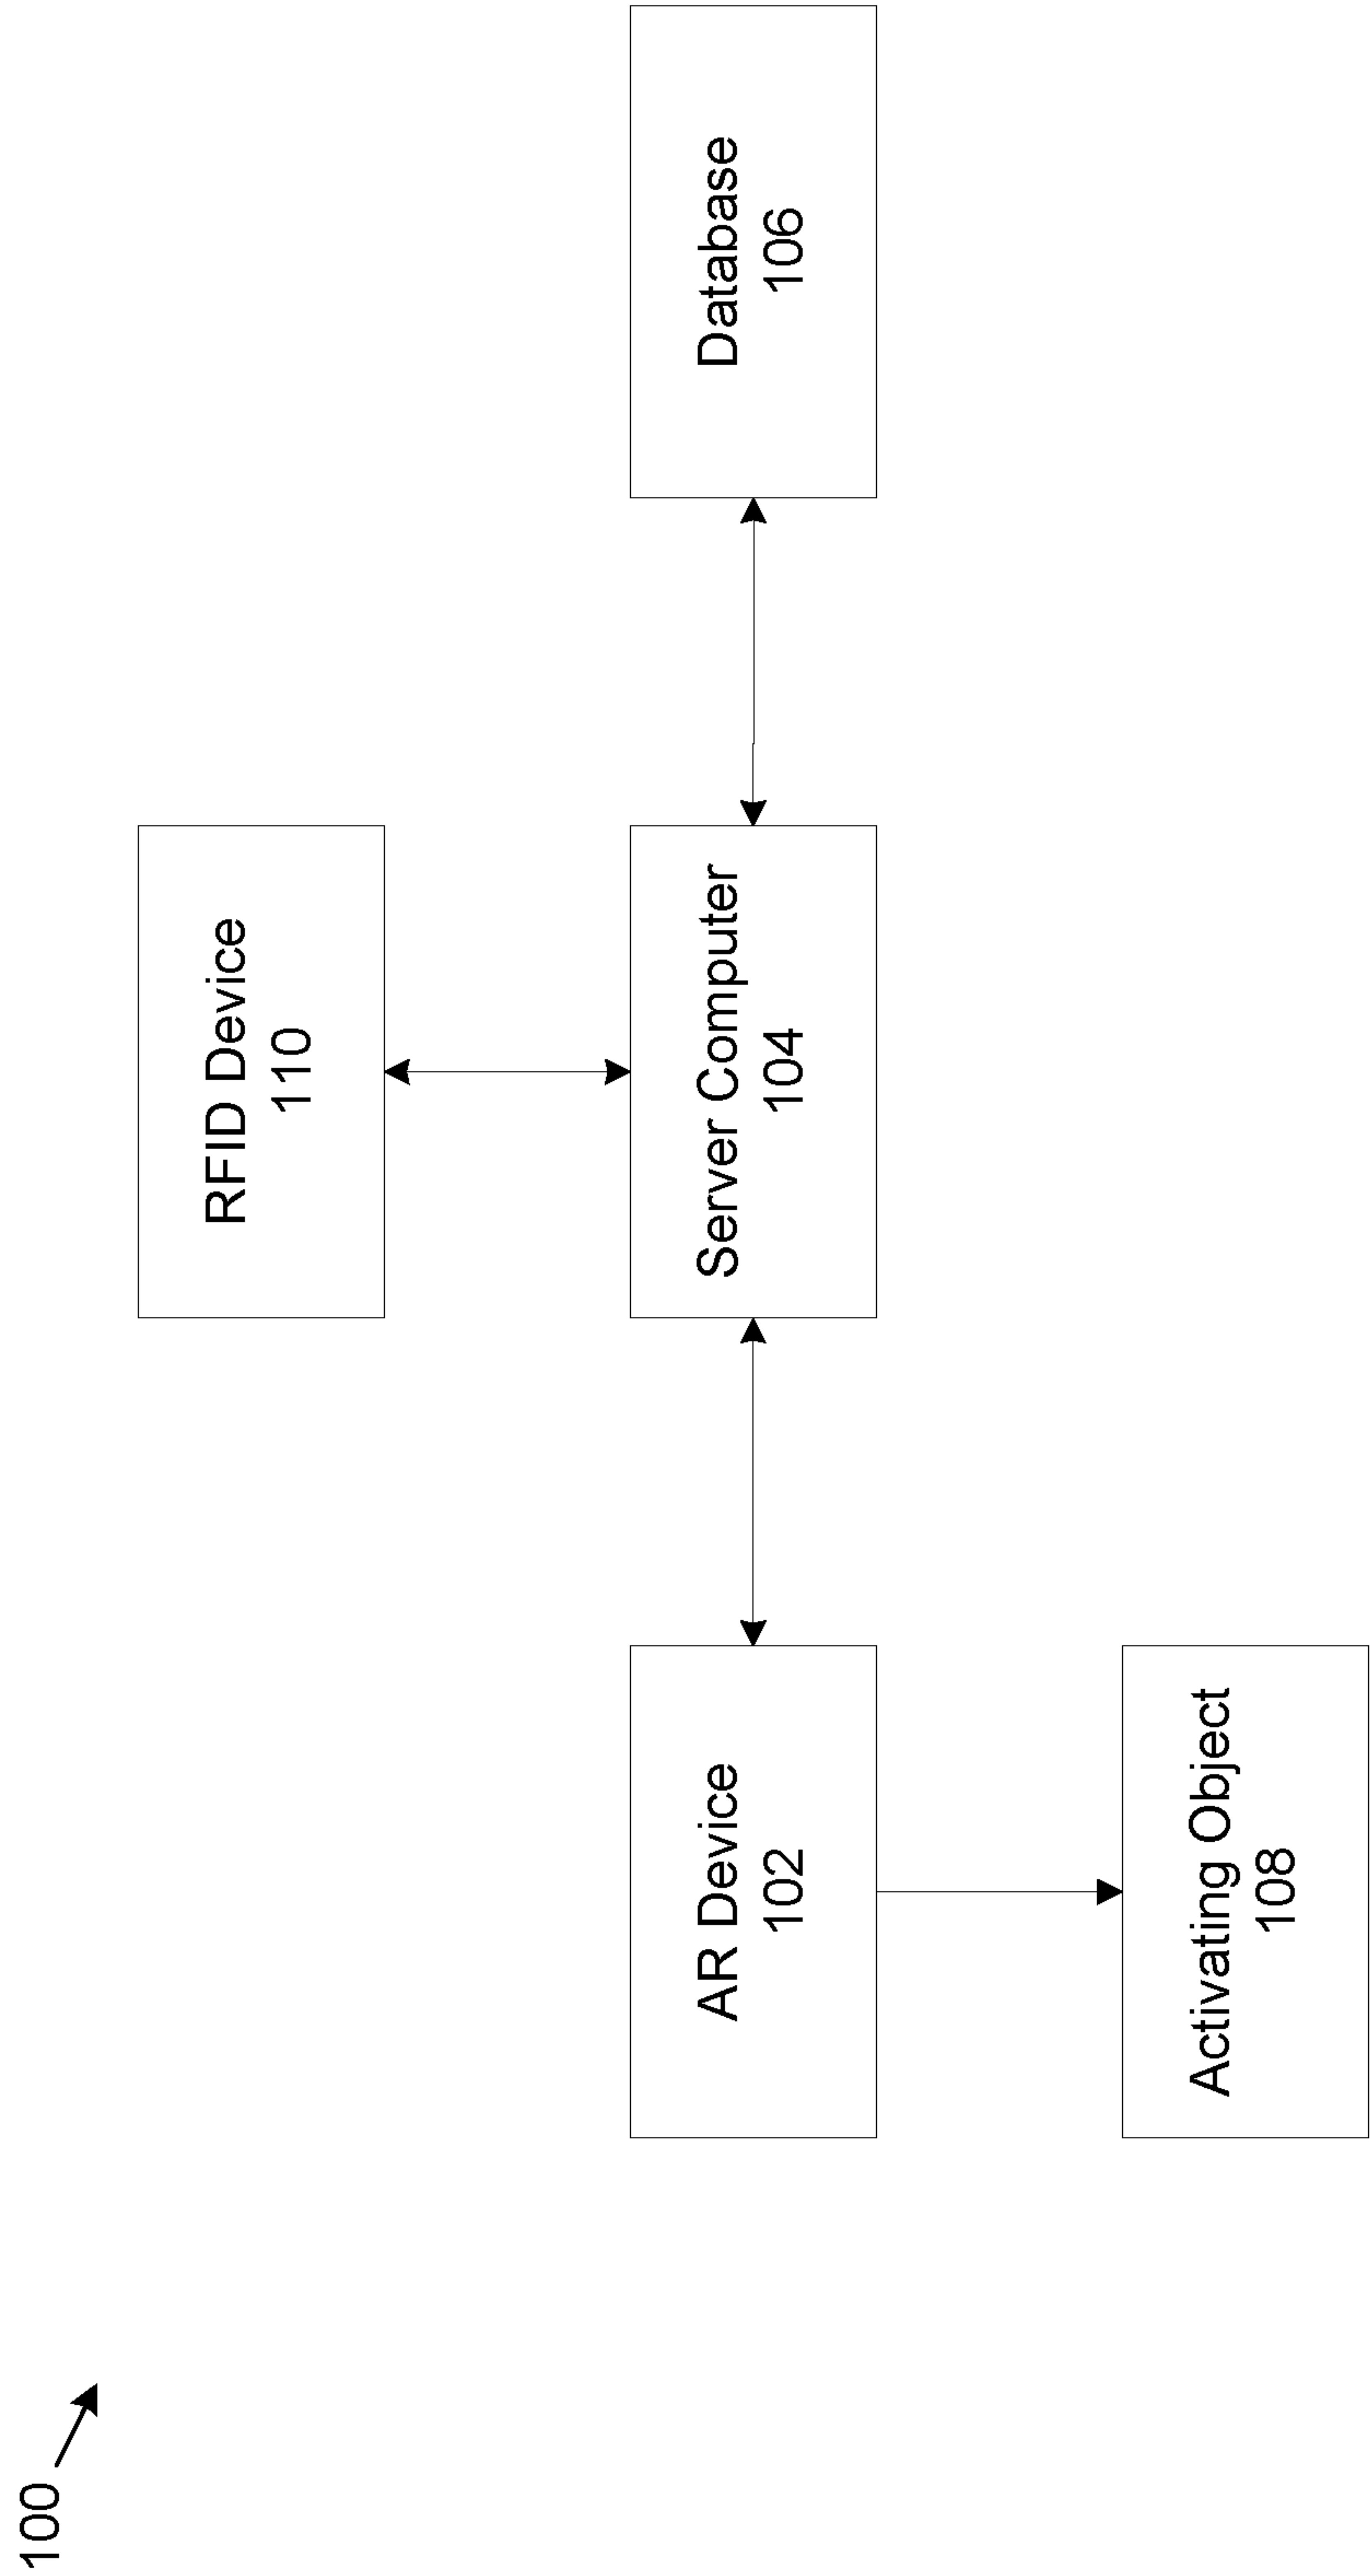 100
RFID Device
110
AR Device
102
Server Computer
104
Database
106
Activating Object
108